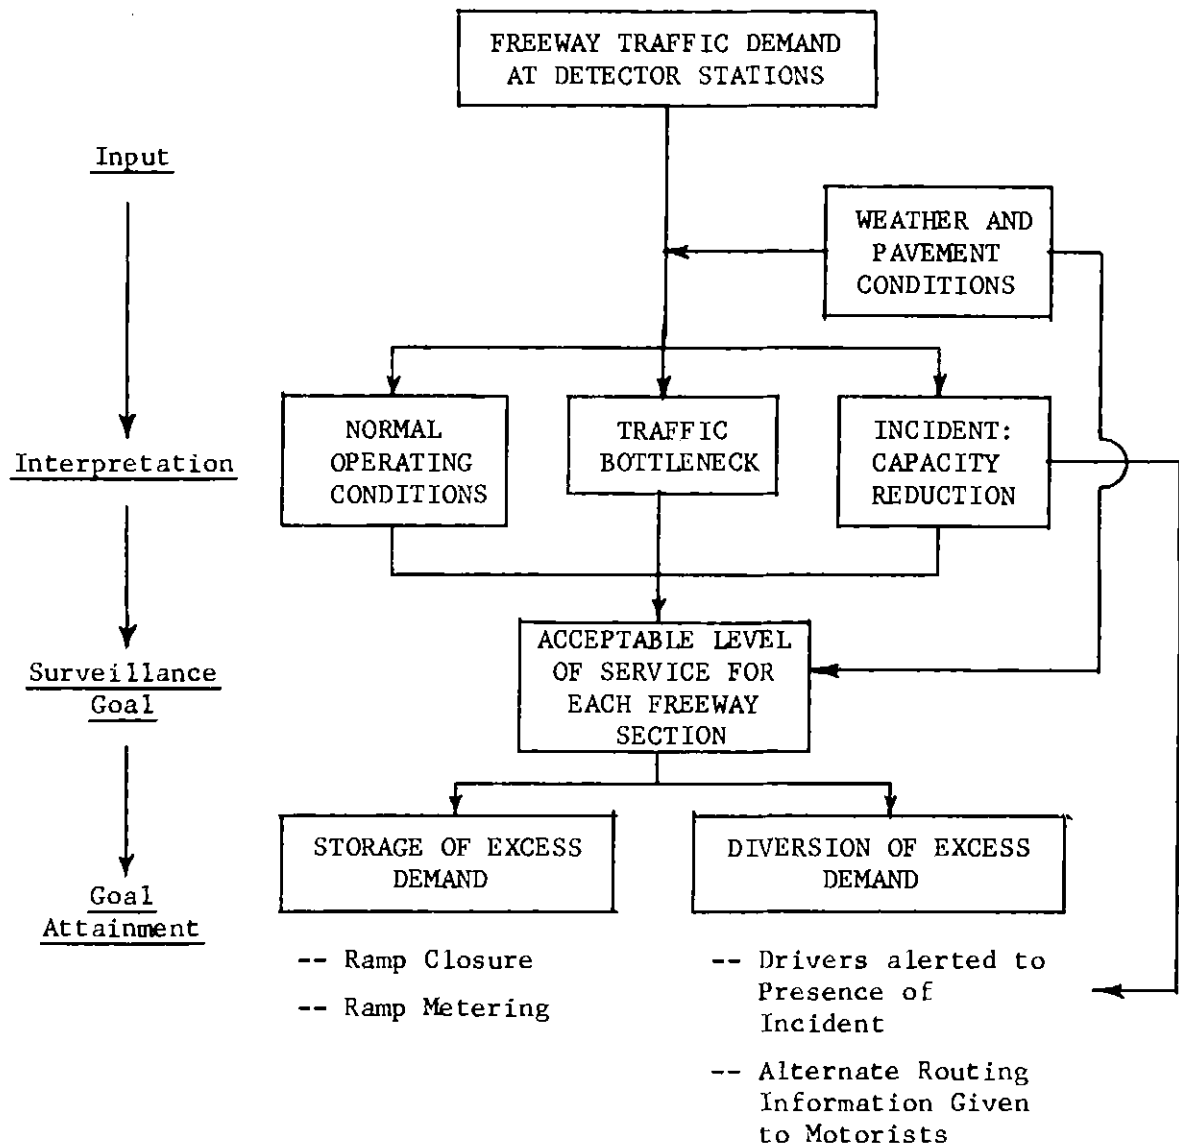 FREEWAY TRAFFIC DEMAND
AT DETECTOR STATIONS
Input
WEATHER AND
PAVEMENT
CONDITIONS
NORMAL
OPERATING
CONDITIONS
TRAFFIC
BOTTLENECK
INCIDENT:
CAPACITY
REDUCTION
Interpretation
ACCEPTABLE LEVEL
OF SERVICE FOR
EACH FREEWAY
SECTION
Surveillance
Goal
STORAGE OF EXCESS
DEMAND
DIVERSION OF EXCESS
DEMAND
Goal
Attainment
-- Ramp Closure
-- Ramp Metering
-- Drivers alerted to
Presence of
Incident
-- Alternate Routing
Information Given
to Motorists